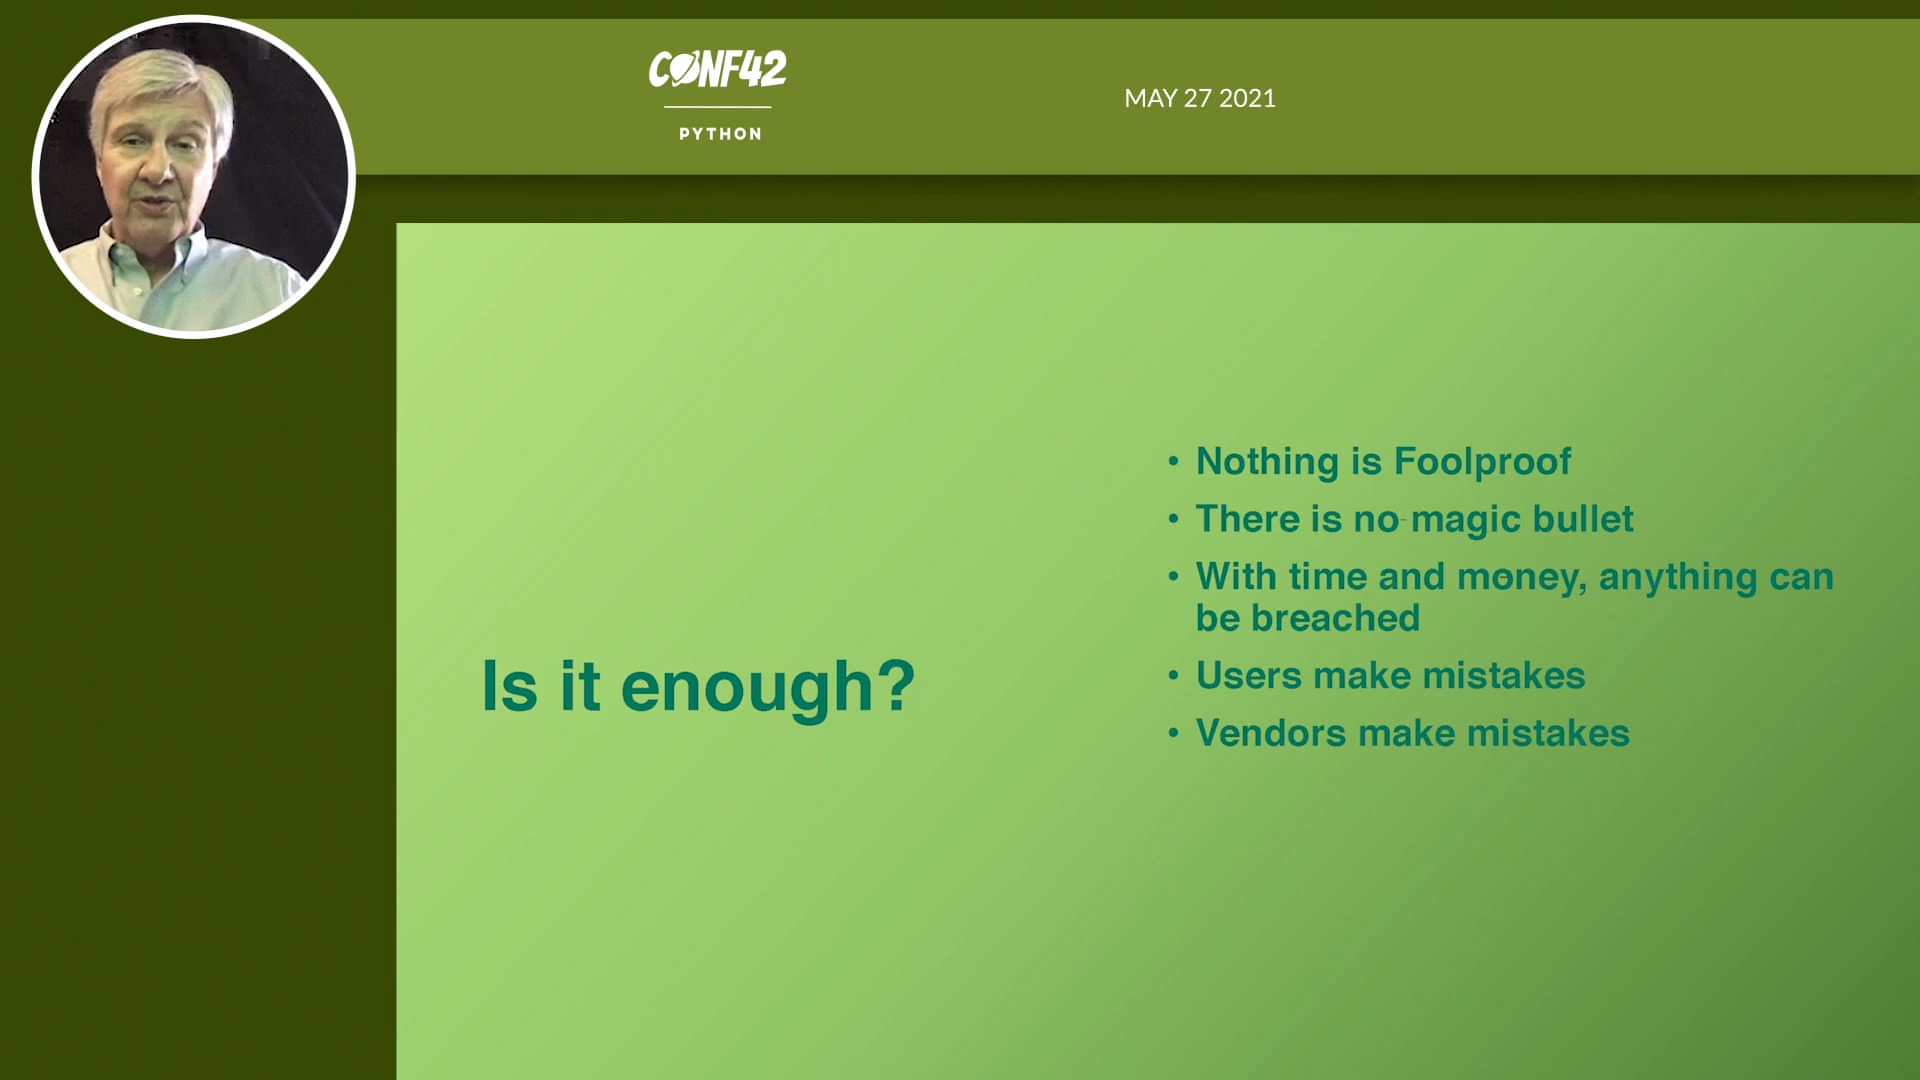 CONF42
PYTHON
MAY 27 2021
Is it enough?
• Nothing is Foolproof
• There is no magic bullet
• With time and money, anything can
be breached
• Users make mistakes
• Vendors make mistakes